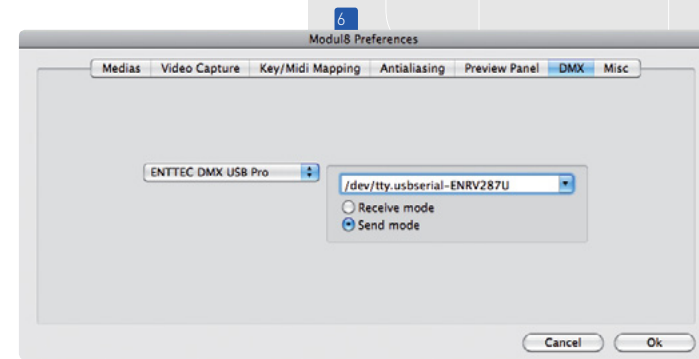 6
Modul8 Preferences
Medias Video Capture Key/Midi Mapping Antialiasing Preview Panel DMX Misc
ENTTEC DMX USB Pro
/dev/tty.usbserial-ENRV287U
Receive mode
Send mode
Cancel Ok